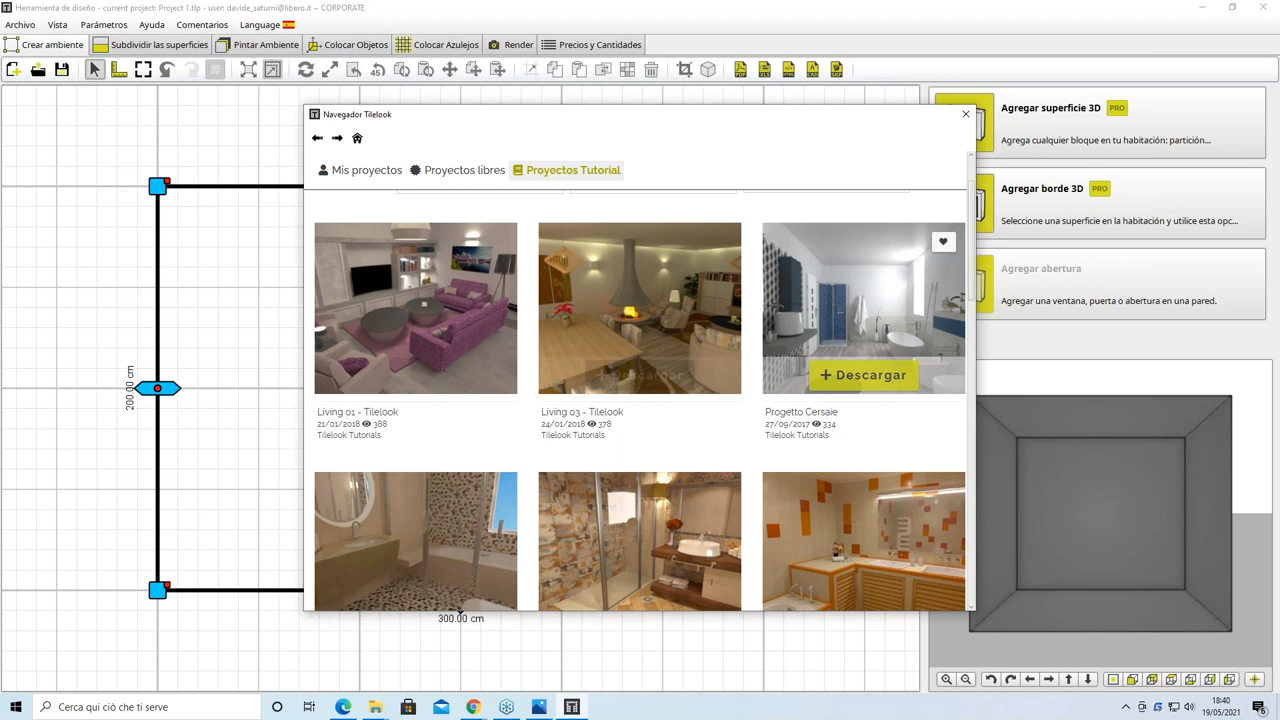 Herramienta de diseño - current project: Project 1.tlp - user: davide_saturni@libero.it - CORPORATE
Archivo Vista Parámetros Ayuda Comentarios Language
Crear ambiente Subdividir las superficies Pintar Ambiente Colocar Objetos Colocar Azulejos Render Precios y Cantidades
45° PDF XLS CAD SKP
Navegador Tilelook
Mis proyectos Proyectos libres Proyectos Tutorial
Descargar
+ Descargar
Living 01 - Tilelook
21/01/2018 388
Tilelook Tutorials
Living 03 - Tilelook
24/01/2018 378
Tilelook Tutorials
Progetto Cersaie
27/09/2017 334
Tilelook Tutorials
200.00 cm
300.00 cm
Agregar superficie 3D PRO
Agrega cualquier bloque en tu habitación: partición...
Agregar borde 3D PRO
Seleccione una superficie en la habitación y utilice esta opc...
Agregar abertura
Agregar una ventana, puerta o abertura en una pared.
Cerca qui ciò che ti serve
18:40
19/05/2021